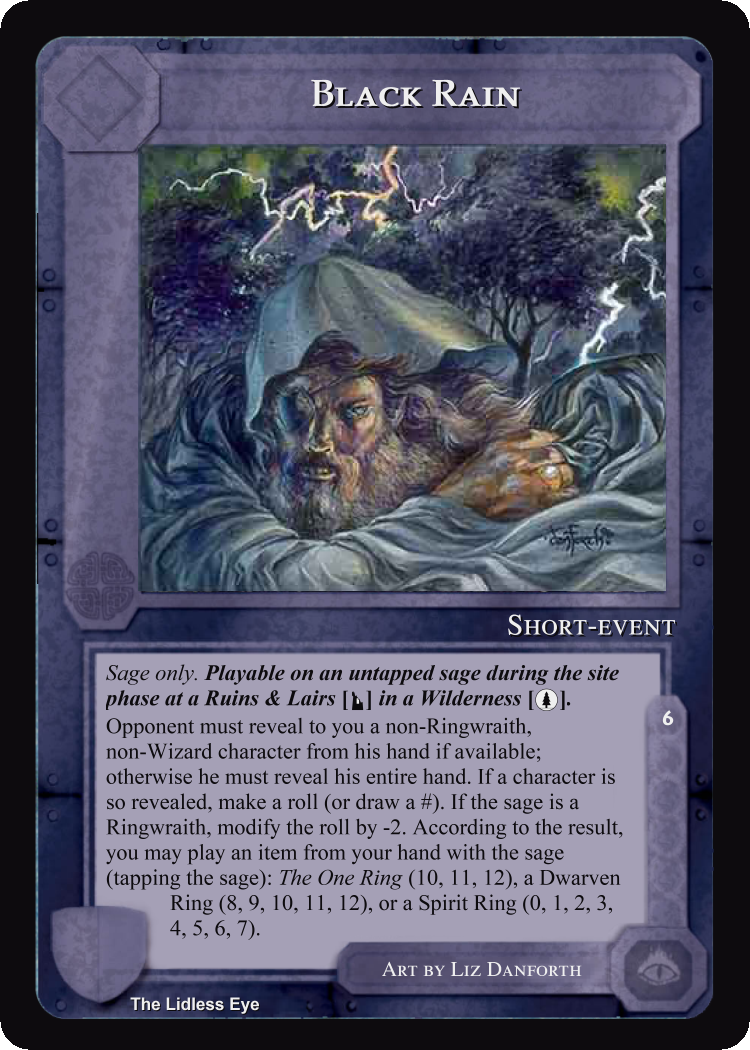 Black Rain
Danforth
Short-event
Sage only. Playable on an untapped sage during the site
phase at a Ruins & Lairs [ ] in a Wilderness [ ].
Opponent must reveal to you a non-Ringwraith,
non-Wizard character from his hand if available;
otherwise he must reveal his entire hand. If a character is
so revealed, make a roll (or draw a #). If the sage is a
Ringwraith, modify the roll by -2. According to the result,
you may play an item from your hand with the sage
(tapping the sage): The One Ring (10, 11, 12), a Dwarven
Ring (8, 9, 10, 11, 12), or a Spirit Ring (0, 1, 2, 3,
4, 5, 6, 7).
6
Art by Liz Danforth
The Lidless Eye